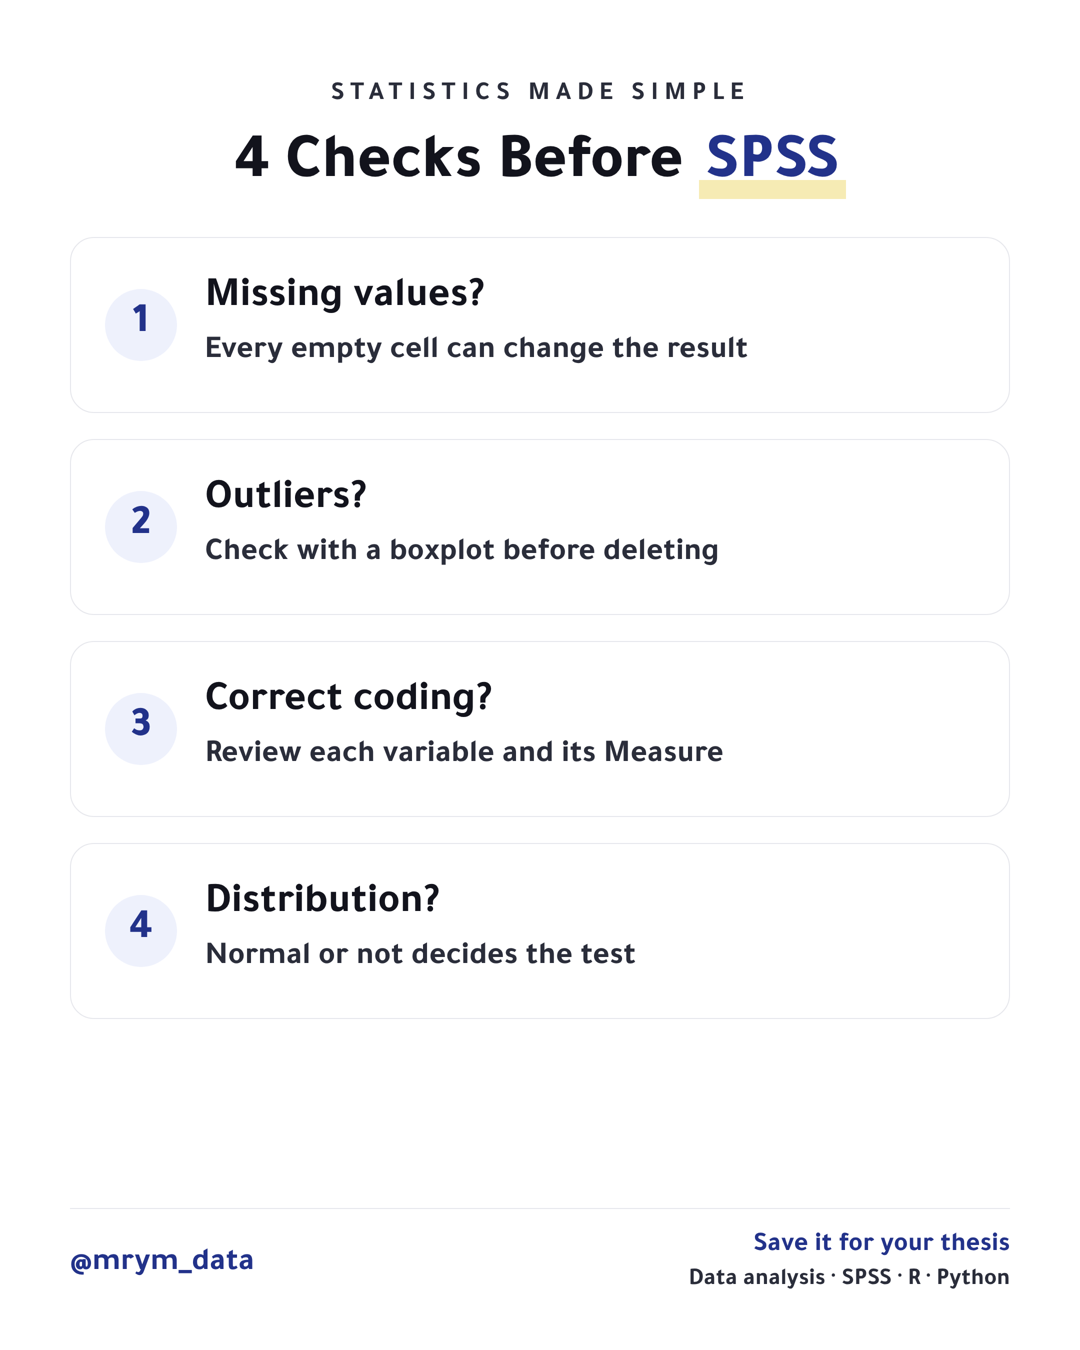 STATISTICS MADE SIMPLE
4 Checks Before SPSS
1
Missing values?
Every empty cell can change the result
2
Outliers?
Check with a boxplot before deleting
3
Correct coding?
Review each variable and its Measure
4
Distribution?
Normal or not decides the test
@mrym_data
Save it for your thesis
Data analysis · SPSS · R · Python